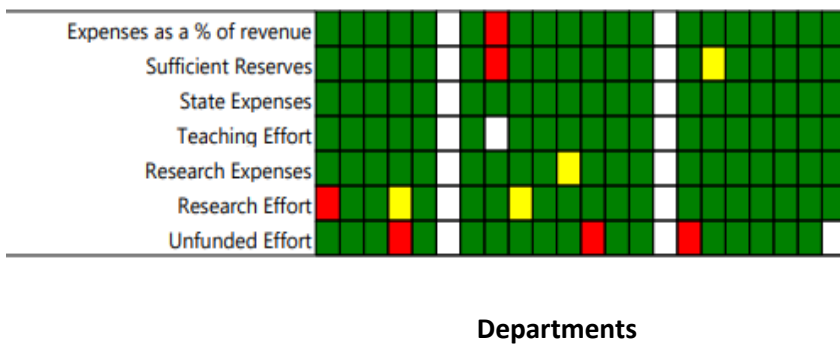 Expenses as a % of revenue
Sufficient Reserves
State Expenses
Teaching Effort
Research Expenses
Research Effort
Unfunded Effort
Departments